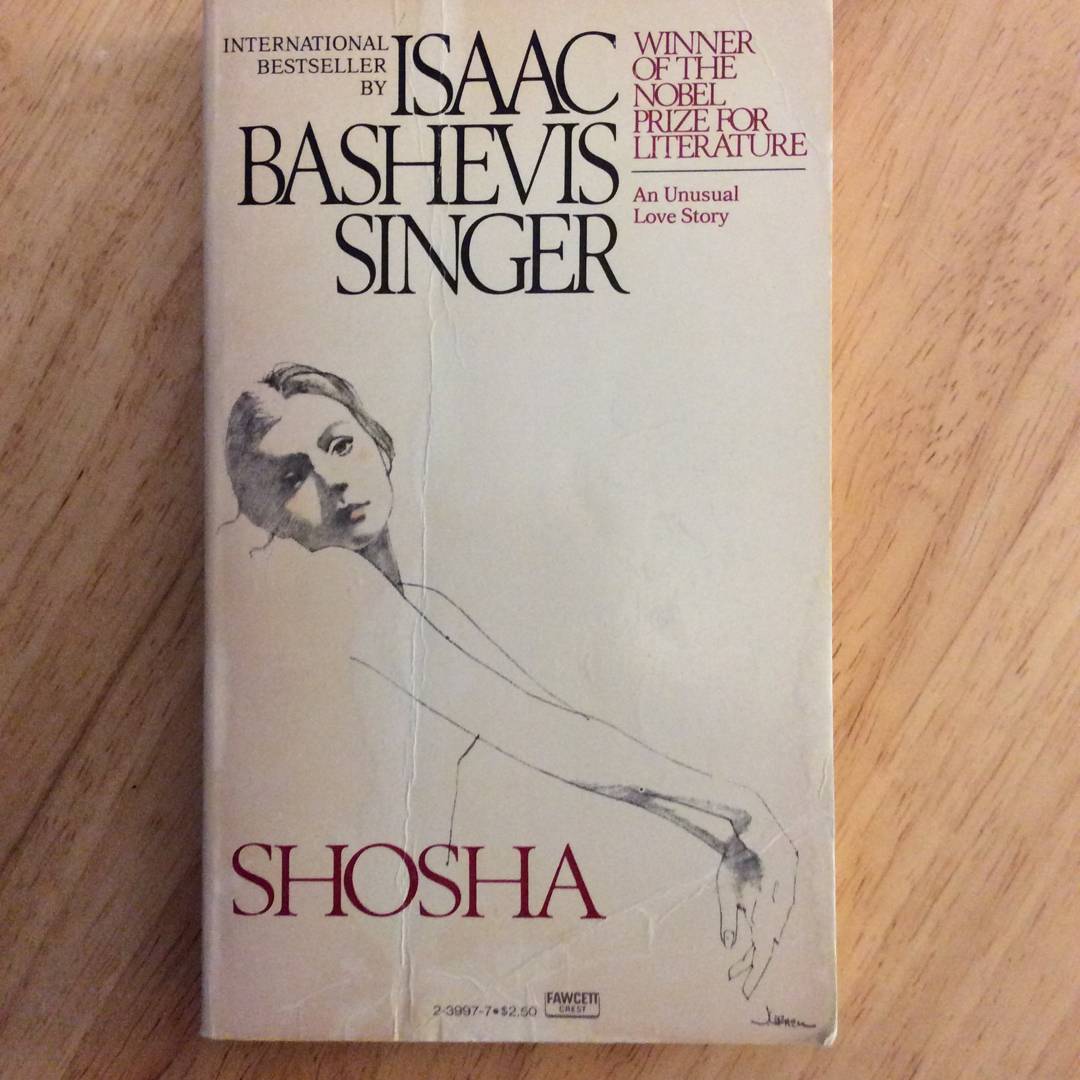 INTERNATIONAL
BESTSELLER
BY
ISAAC
BASHEVIS
SINGER
WINNER
OF THE
NOBEL
PRIZE FOR
LITERATURE
An Unusual
Love Story
SHOSHA
2-3997-7•$2.50
FAWCETT
CREST